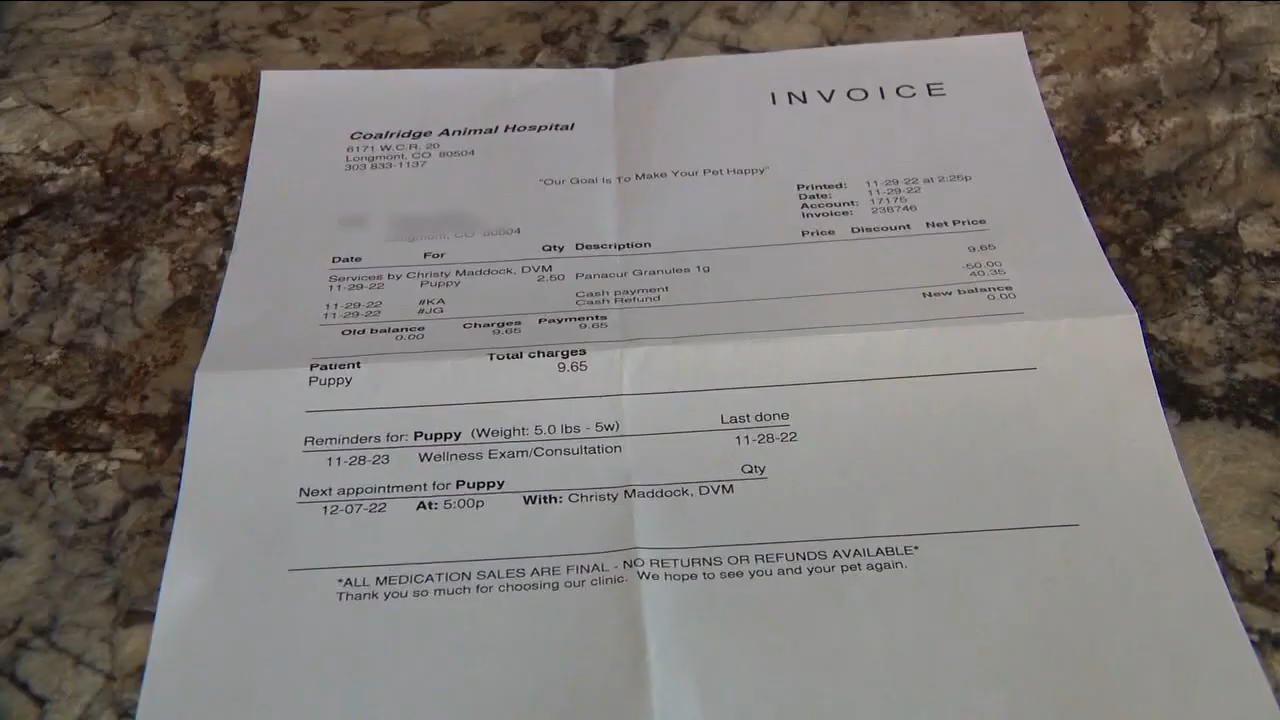 INVOICE
Coalridge Animal Hospital
6171 W.C.R. 20
Longmont, CO 80504
303 833-1137
"Our Goal Is To Make Your Pet Happy"
Printed: 11-29-22 at 2:25p
Date: 11-29-22
Account: 17175
Invoice: 238746
Longmont, CO 80504
Date For Qty Description Price Discount Net Price
Services by Christy Maddock, DVM
11-29-22 Puppy 2.50 Panacur Granules 1g 9.65
11-29-22 #KA Cash payment -50.00
11-29-22 #JG Cash Refund 40.35
Old balance Charges Payments New balance
0.00 9.65 9.65 0.00
Patient Total charges
Puppy 9.65
Reminders for: Puppy (Weight: 5.0 lbs - 5w) Last done
11-28-23 Wellness Exam/Consultation 11-28-22
Next appointment for Puppy Qty
12-07-22 At: 5:00p With: Christy Maddock, DVM
*ALL MEDICATION SALES ARE FINAL - NO RETURNS OR REFUNDS AVAILABLE*
Thank you so much for choosing our clinic. We hope to see you and your pet again.